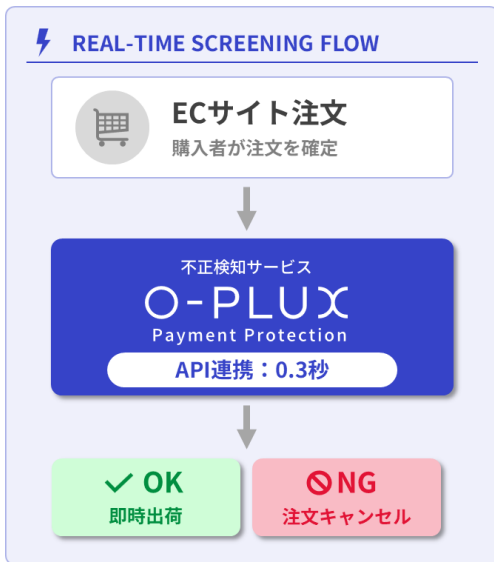 REAL-TIME SCREENING FLOW
ECサイト注文
購入者が注文を確定
不正検知サービス
O-PLUX
Payment Protection
API連携：0.3秒
OK
即時出荷
NG
注文キャンセル